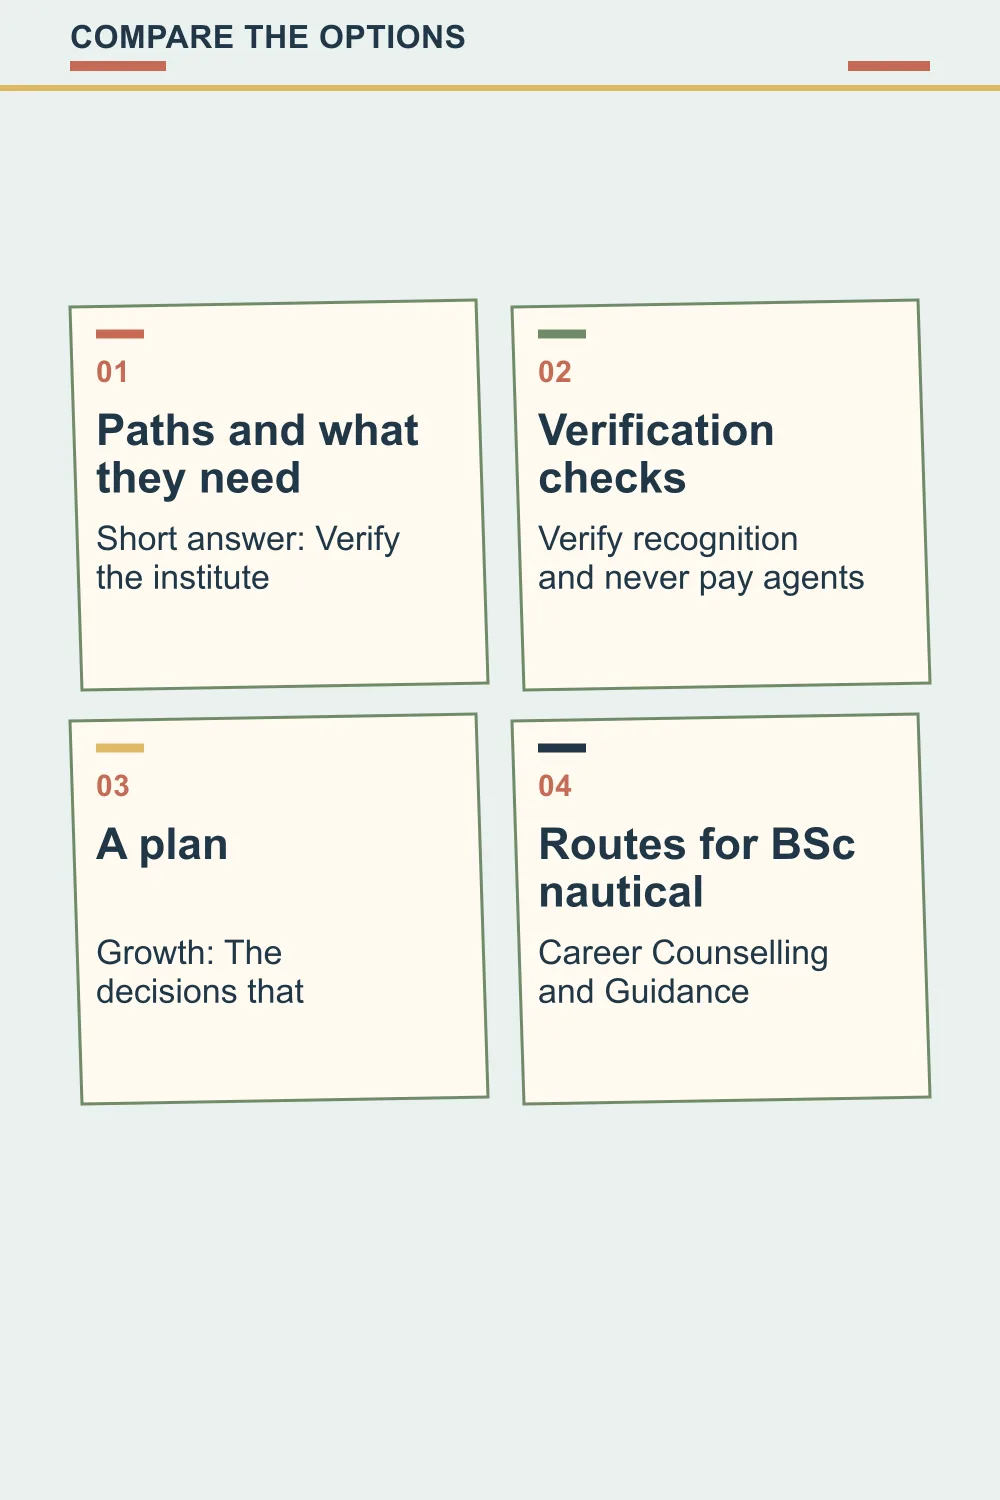 COMPARE THE OPTIONS
01
Paths and what
they need
Short answer: Verify
the institute
02
Verification
checks
Verify recognition
and never pay agents
03
A plan
Growth: The
decisions that
04
Routes for BSc
nautical
Career Counselling
and Guidance